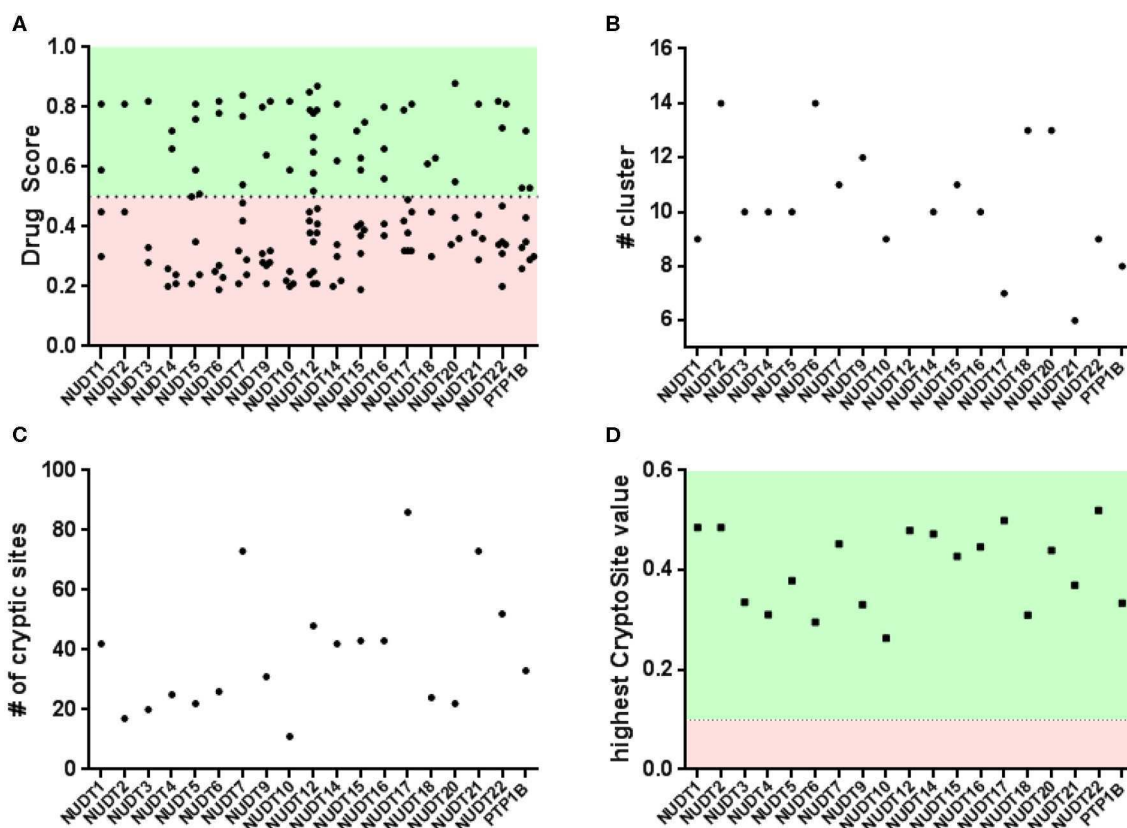 A
Drug Score
1.0
0.8
0.6
0.4
0.2
0.0
NUDT1
NUDT2
NUDT3
NUDT4
NUDT5
NUDT6
NUDT7
NUDT9
NUDT10
NUDT12
NUDT14
NUDT15
NUDT16
NUDT17
NUDT18
NUDT20
NUDT21
NUDT22
PTP1B
B
# cluster
16
14
12
10
8
6
NUDT1
NUDT2
NUDT3
NUDT4
NUDT5
NUDT6
NUDT7
NUDT9
NUDT10
NUDT12
NUDT14
NUDT15
NUDT16
NUDT17
NUDT18
NUDT20
NUDT21
NUDT22
PTP1B
C
# of cryptic sites
100
80
60
40
20
0
NUDT1
NUDT2
NUDT3
NUDT4
NUDT5
NUDT6
NUDT7
NUDT9
NUDT10
NUDT12
NUDT14
NUDT15
NUDT16
NUDT17
NUDT18
NUDT20
NUDT21
NUDT22
PTP1B
D
highest CryptoSite value
0.6
0.4
0.2
0.0
NUDT1
NUDT2
NUDT3
NUDT4
NUDT5
NUDT6
NUDT7
NUDT9
NUDT10
NUDT12
NUDT14
NUDT15
NUDT16
NUDT17
NUDT18
NUDT20
NUDT21
NUDT22
PTP1B